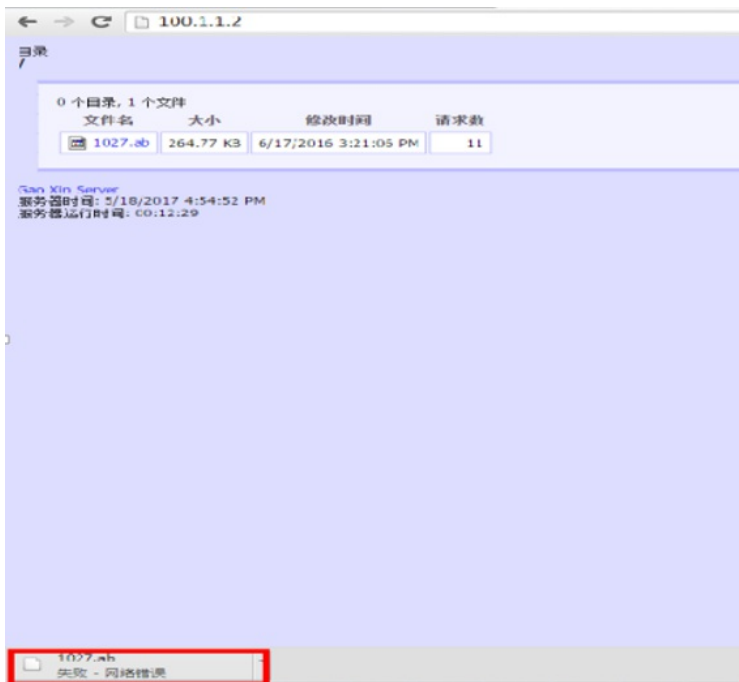 100.1.1.2
目录
/
0 个目录, 1 个文件
文件名 大小 修改时间 请求数
1027.ab 264.77 KB 6/17/2016 3:21:05 PM 11
Gao Xin Server
服务器时间: 5/18/2017 4:54:52 PM
服务器运行时间: 00:12:29
1027.ab
失败 - 网络错误